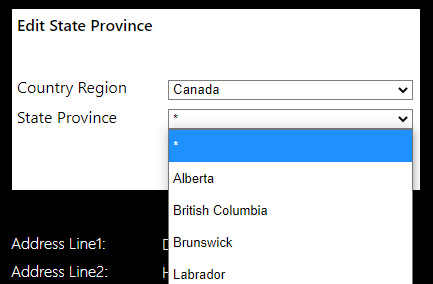 Edit State Province
Country Region Canada
State Province *
*
Alberta
British Columbia
Brunswick
Labrador
Address Line1:
Address Line2: